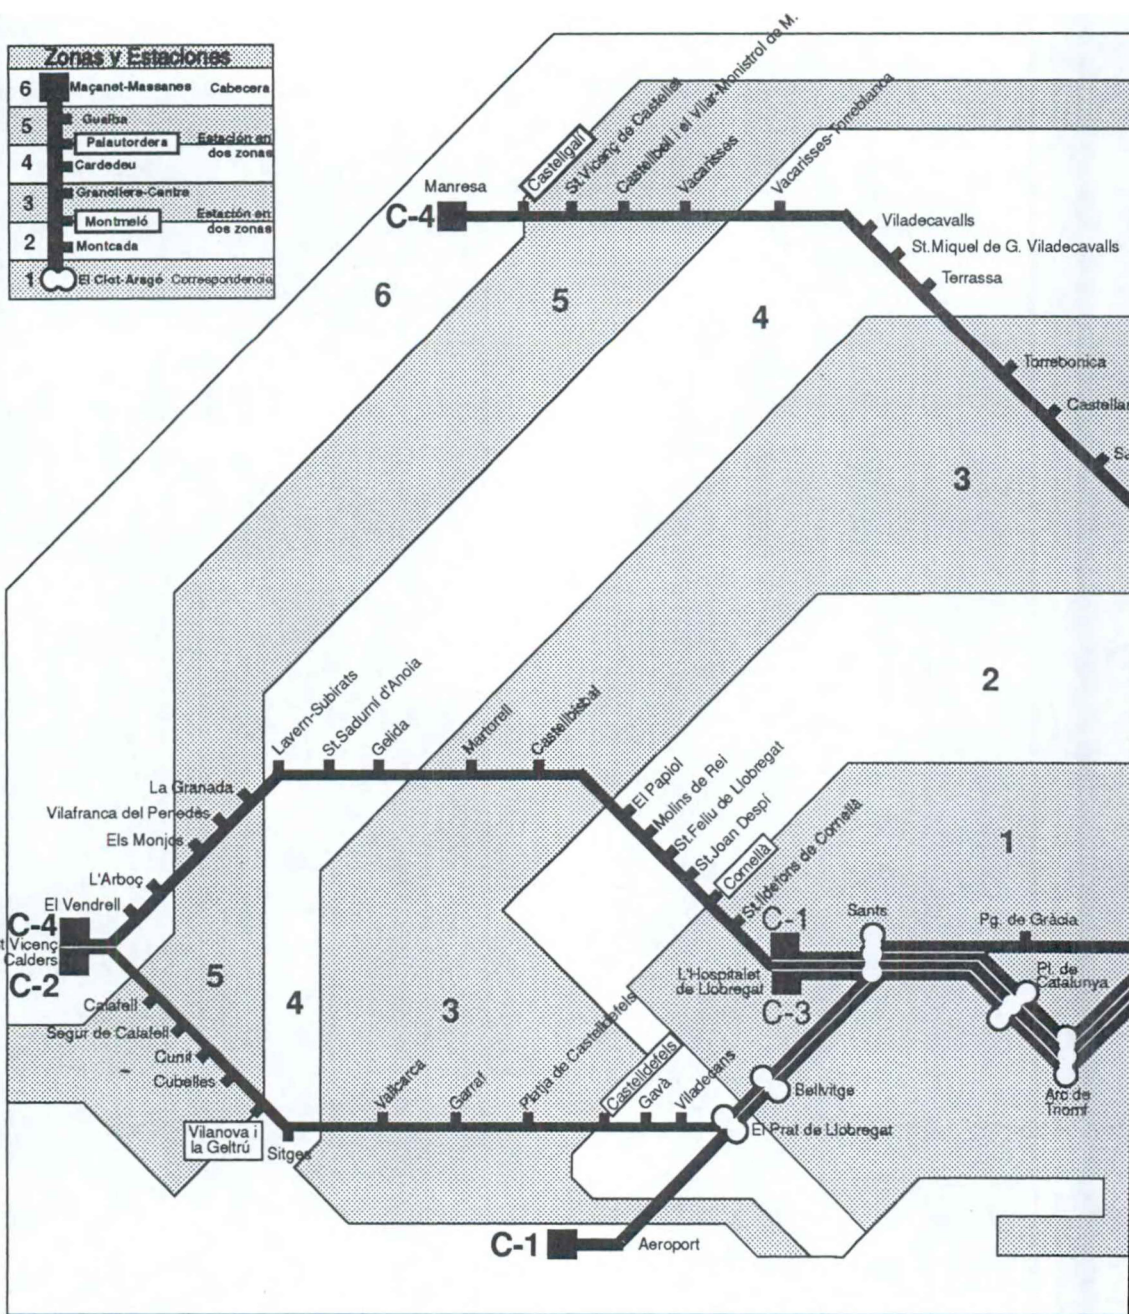 Zonas y Estaciones
6 Maçanet-Massanes Cabecera
5 Gualba
Palautordera Estación en
dos zonas
4 Cardedeu
3 Granollers-Centre
Montmeló Estación en
dos zonas
2 Montcada
1 El Clot-Aragó Correspondencia
Manresa
C-4
Castellgalí
St.Vicenç de Castellet
Castellbell i el Vilar-Monistrol de M.
Vacarisses
Vacarisses-Torreblanca
Viladecavalls
St.Miquel de G. Viladecavalls
Terrassa
Torrebonica
Castellar
Sa
6
5
4
3
2
1
Lavern-Subirats
St.Sadurní d'Anoia
Gelida
Martorell
Castellbisbal
El Papiol
Molins de Rei
St.Feliu de Llobregat
St.Joan Despí
Cornellà
St.Ildefons de Cornellà
La Granada
Vilafranca del Penedès
Els Monjos
L'Arboç
El Vendrell
C-4
t Vicenç
Calders
C-2
Calafell
Segur de Calafell
Cunit
Cubelles
Vilanova i
la Geltrú
Sitges
5
4
3
Vallcarca
Garraf
Platja de Castelldefels
Castelldefels
Gavà
Viladecans
El Prat de Llobregat
Bellvitge
C-1
Aeroport
C-1
L'Hospitalet
de Llobregat
C-3
Sants
Pg. de Gràcia
Pl. de
Catalunya
Arc de
Triomf